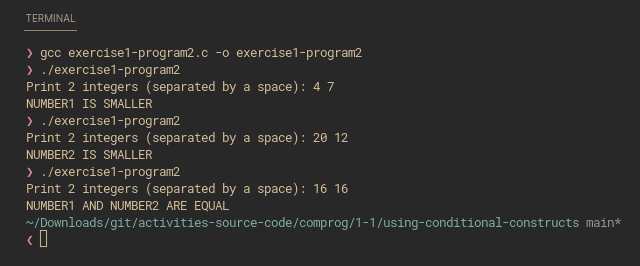 TERMINAL
❯ gcc exercise1-program2.c -o exercise1-program2
❯ ./exercise1-program2
Print 2 integers (separated by a space): 4 7
NUMBER1 IS SMALLER
❯ ./exercise1-program2
Print 2 integers (separated by a space): 20 12
NUMBER2 IS SMALLER
❯ ./exercise1-program2
Print 2 integers (separated by a space): 16 16
NUMBER1 AND NUMBER2 ARE EQUAL
~/Downloads/git/activities-source-code/comprog/1-1/using-conditional-constructs main*
❮